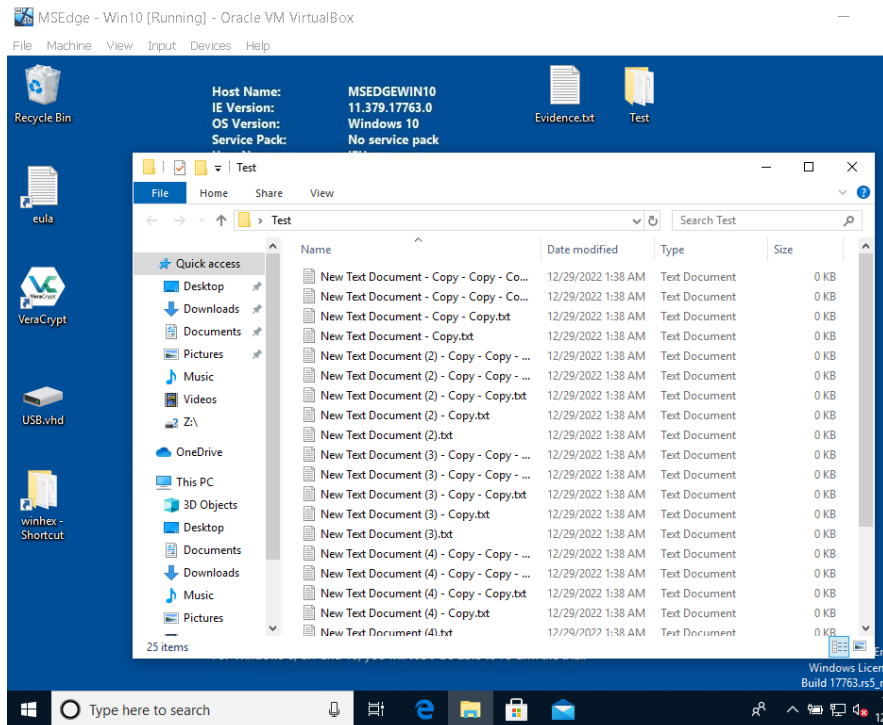 MSEdge - Win10 [Running] - Oracle VM VirtualBox
File Machine View Input Devices Help
Recycle Bin
Host Name: MSEDGEWIN10
IE Version: 11.379.17763.0
OS Version: Windows 10
Service Pack: No service pack
Evidence.txt
Test
eula
VeraCrypt
VeraCrypt
USB.vhd
winhex -
Shortcut
Test
File Home Share View
Test
Search Test
Quick access
Desktop
Downloads
Documents
Pictures
Music
Videos
Z:\
OneDrive
This PC
3D Objects
Desktop
Documents
Downloads
Music
Pictures
Name Date modified Type Size
New Text Document - Copy - Copy - Co... 12/29/2022 1:38 AM Text Document 0 KB
New Text Document - Copy - Copy - Co... 12/29/2022 1:38 AM Text Document 0 KB
New Text Document - Copy - Copy.txt 12/29/2022 1:38 AM Text Document 0 KB
New Text Document - Copy.txt 12/29/2022 1:38 AM Text Document 0 KB
New Text Document (2) - Copy - Copy - ... 12/29/2022 1:38 AM Text Document 0 KB
New Text Document (2) - Copy - Copy - ... 12/29/2022 1:38 AM Text Document 0 KB
New Text Document (2) - Copy - Copy.txt 12/29/2022 1:38 AM Text Document 0 KB
New Text Document (2) - Copy.txt 12/29/2022 1:38 AM Text Document 0 KB
New Text Document (2).txt 12/29/2022 1:38 AM Text Document 0 KB
New Text Document (3) - Copy - Copy - ... 12/29/2022 1:38 AM Text Document 0 KB
New Text Document (3) - Copy - Copy - ... 12/29/2022 1:38 AM Text Document 0 KB
New Text Document (3) - Copy - Copy.txt 12/29/2022 1:38 AM Text Document 0 KB
New Text Document (3) - Copy.txt 12/29/2022 1:38 AM Text Document 0 KB
New Text Document (3).txt 12/29/2022 1:38 AM Text Document 0 KB
New Text Document (4) - Copy - Copy - ... 12/29/2022 1:38 AM Text Document 0 KB
New Text Document (4) - Copy - Copy - ... 12/29/2022 1:38 AM Text Document 0 KB
New Text Document (4) - Copy - Copy.txt 12/29/2022 1:38 AM Text Document 0 KB
New Text Document (4) - Copy.txt 12/29/2022 1:38 AM Text Document 0 KB
New Text Document (4).txt 12/29/2022 1:38 AM Text Document 0 KB
25 items
Windows Licen
Build 17763.rs5_r
Type here to search